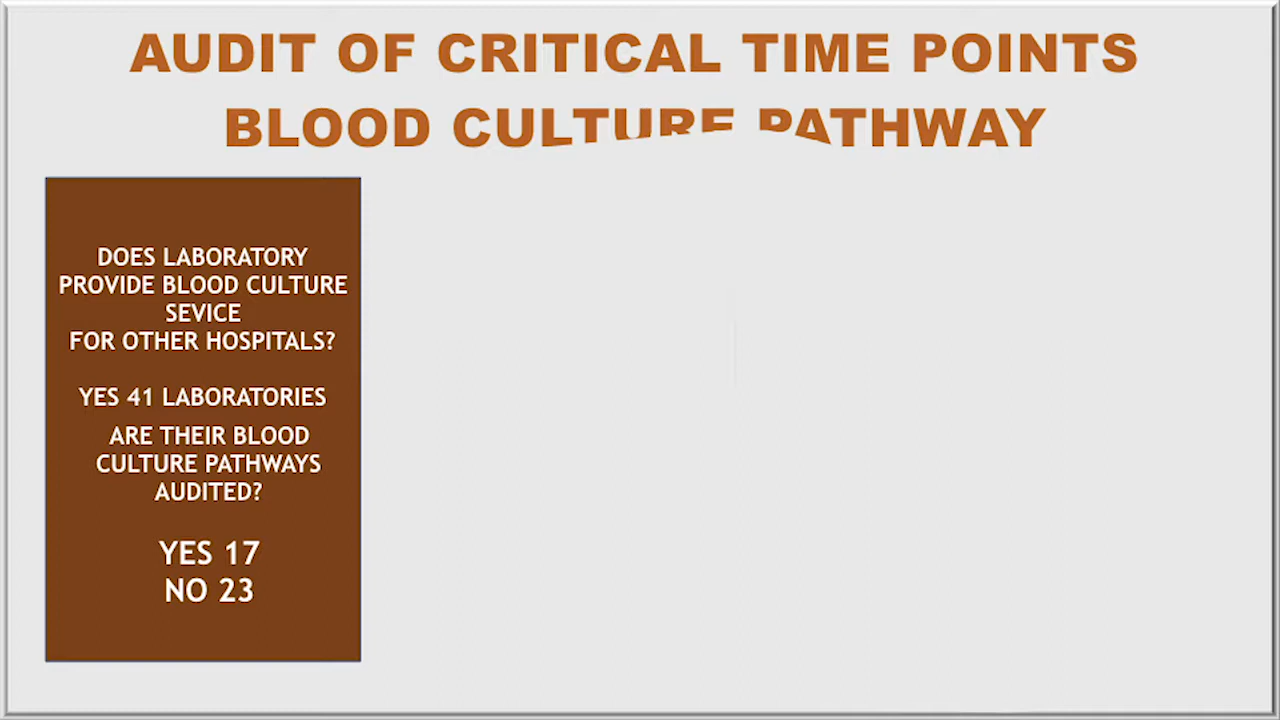 AUDIT OF CRITICAL TIME POINTS
BLOOD CULTURE PATHWAY
DOES LABORATORY
PROVIDE BLOOD CULTURE
SEVICE
FOR OTHER HOSPITALS?
YES 41 LABORATORIES
ARE THEIR BLOOD
CULTURE PATHWAYS
AUDITED?
YES 17
NO 23